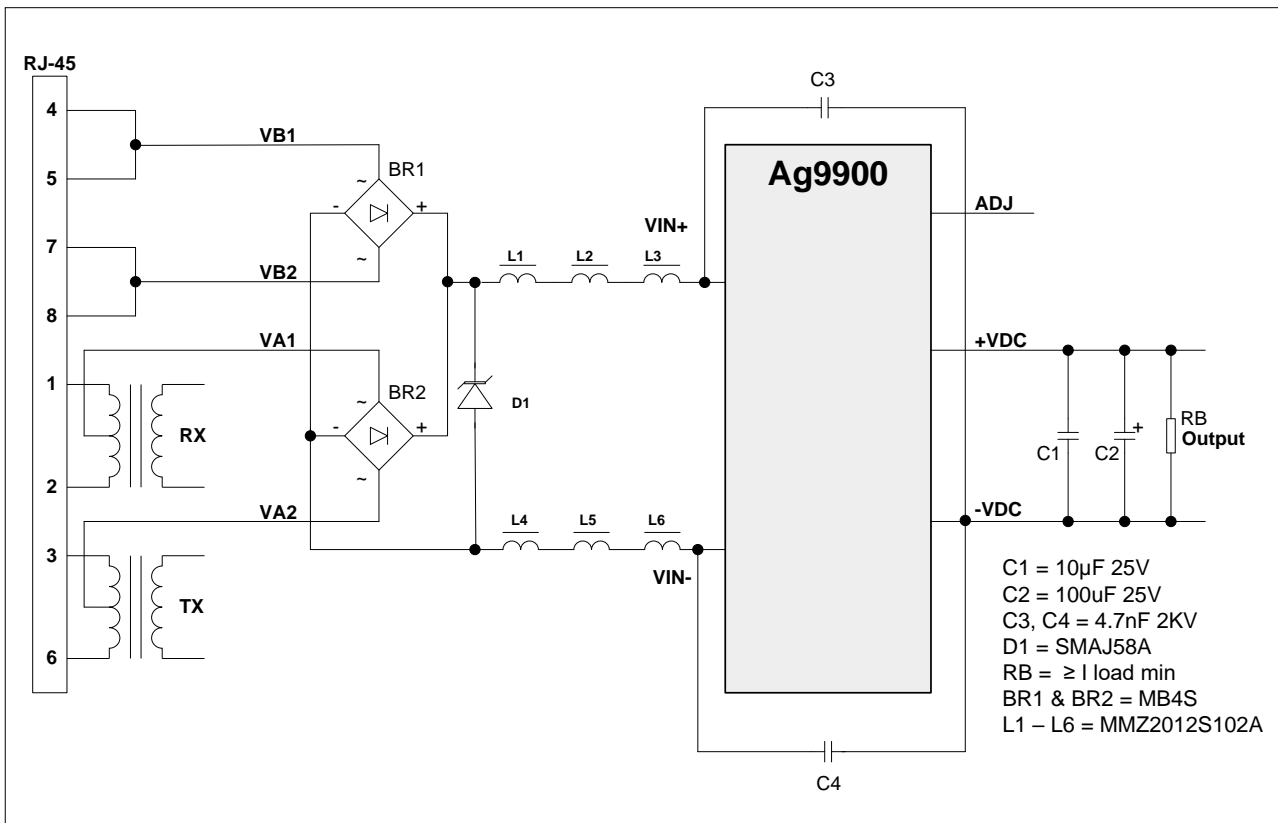 RJ-45
4
5
7
8
1
2
3
6
VB1
VB2
VA1
VA2
RX
TX
BR1
~
-
+
~
BR2
~
-
+
~
D1
L1
L2
L3
VIN+
L4
L5
L6
VIN-
C3
Ag9900
ADJ
+VDC
-VDC
C4
C1
C2
+
RB
Output
C1 = 10µF 25V
C2 = 100uF 25V
C3, C4 = 4.7nF 2KV
D1 = SMAJ58A
RB = ≥ I load min
BR1 & BR2 = MB4S
L1 – L6 = MMZ2012S102A